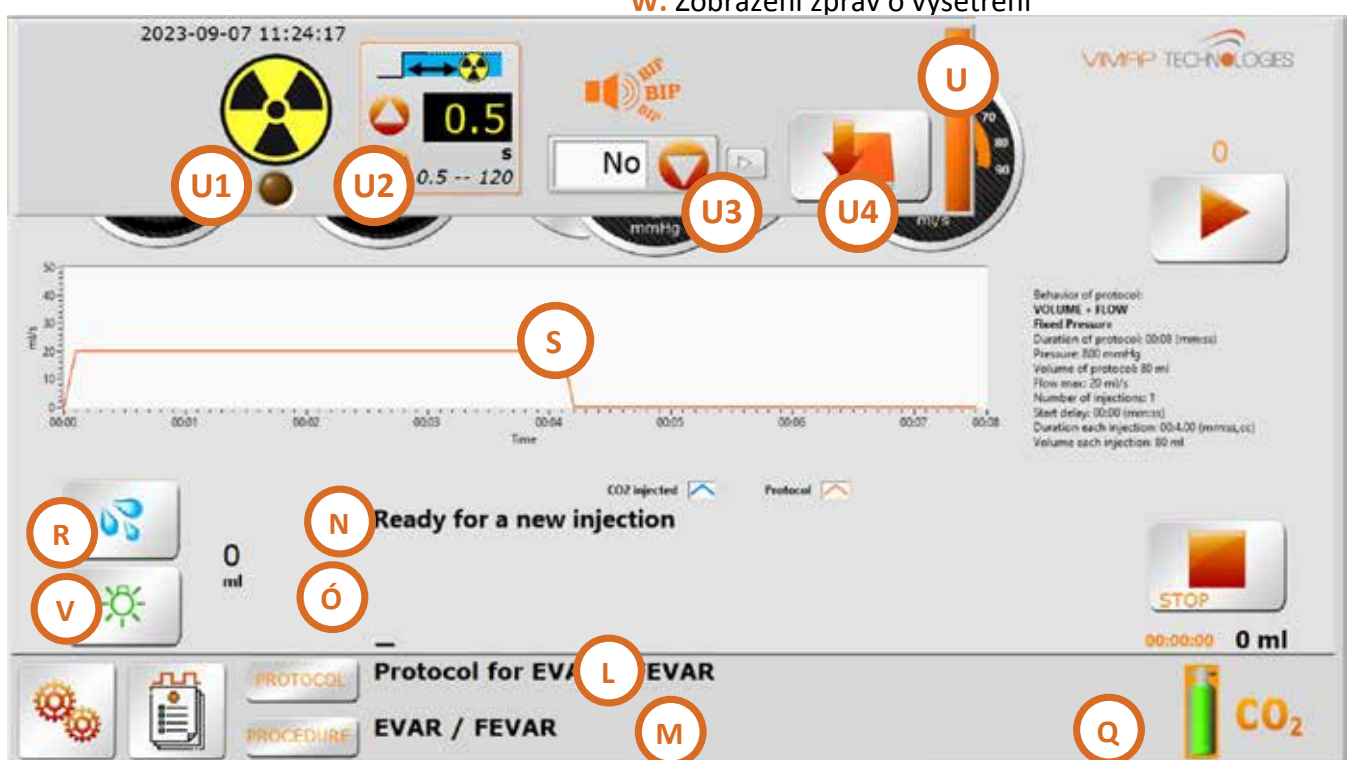 W. Zobrazení zpráv o vyšetření
2023-09-07 11:24:17
VIMAP TECHNOLOGIES
U
BIP
BIP
BIP
0.5
s
0.5 -- 120
No
70
80
90
0
U1
U2
U3
U4
mmHg
ml/s
50
40
30
20
10
0
ml/s
S
00:00 00:01 00:02 00:03 00:04 00:05 00:06 00:07 00:08
Time
Behavior of protocol:
VOLUME + FLOW
Fixed Pressure
Duration of protocol: 00:08 (mm:ss)
Pressure: 800 mmHg
Volume of protocol: 80 ml
Flow max: 20 ml/s
Number of injections: 1
Start delay: 00:00 (mm:ss)
Duration each injection: 00:4.00 (mm:ss,cc)
Volume each injection: 80 ml
CO2 injected Protocol
R
N
Ready for a new injection
0
ml
V
Ó
STOP
00:00:00 0 ml
PROTOCOL
Protocol for EVA L EVAR
PROCEDURE
EVAR / FEVAR
M
Q
CO₂